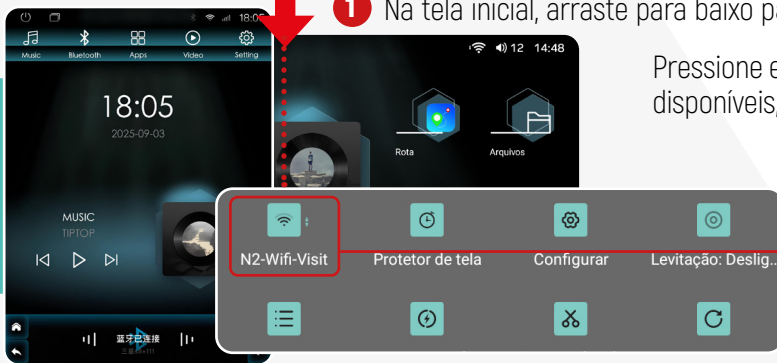 1 Na tela inicial, arraste para baixo pa
Pressione e
disponíveis,
18:05
Music Bluetooth Apps Video Setting
18:05
2025-09-03
MUSIC
TIPTOP
蓝牙已连接
12 14:48
Rota Arquivos
N2-Wifi-Visit Protetor de tela Configurar Levitação: Deslig..